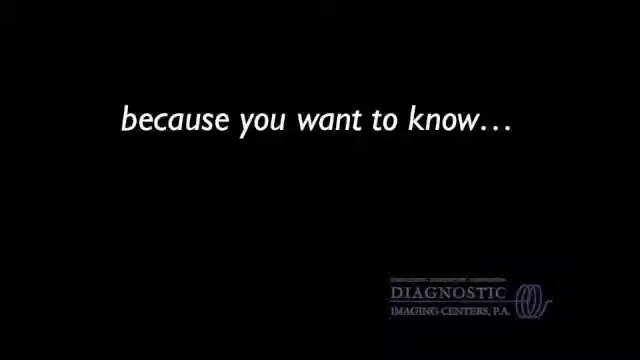 because you want to know…
DIAGNOSTIC
IMAGING CENTERS, P.A.